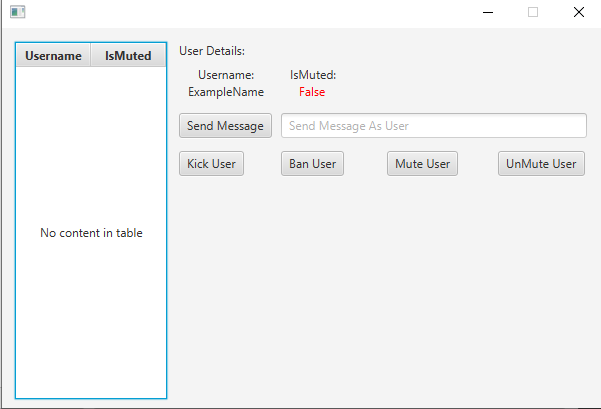 Username IsMuted
No content in table
User Details:
Username: IsMuted:
ExampleName False
Send Message Send Message As User
Kick User Ban User Mute User UnMute User